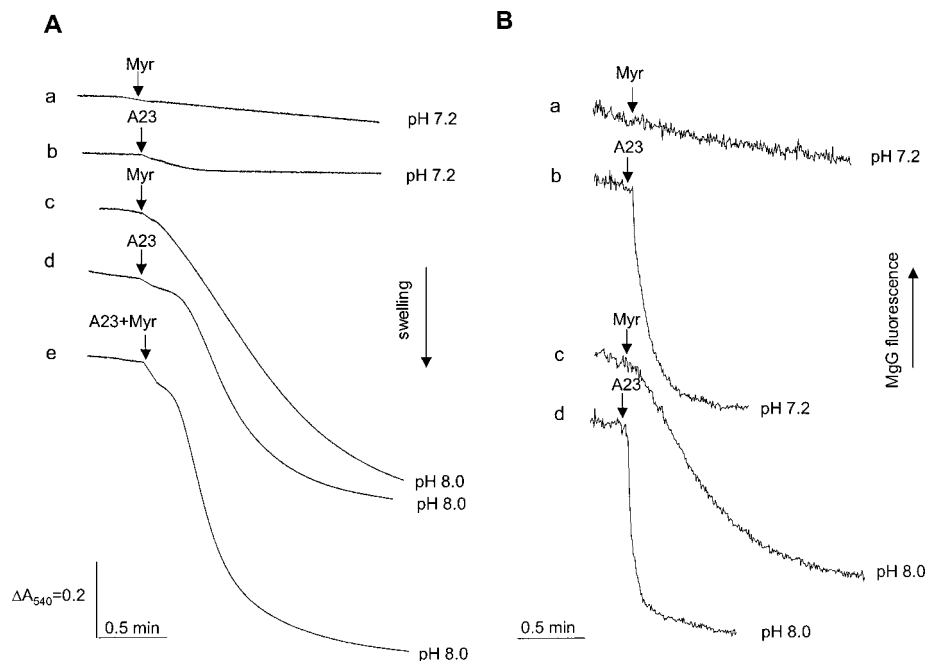 A
Myr
a
pH 7.2
A23
b
pH 7.2
Myr
c
A23
d
A23+Myr
e
swelling
pH 8.0
pH 8.0
ΔA540=0.2
0.5 min
pH 8.0
B
Myr
a
pH 7.2
A23
b
MgG fluorescence
Myr
c
A23
pH 7.2
d
pH 8.0
0.5 min
pH 8.0